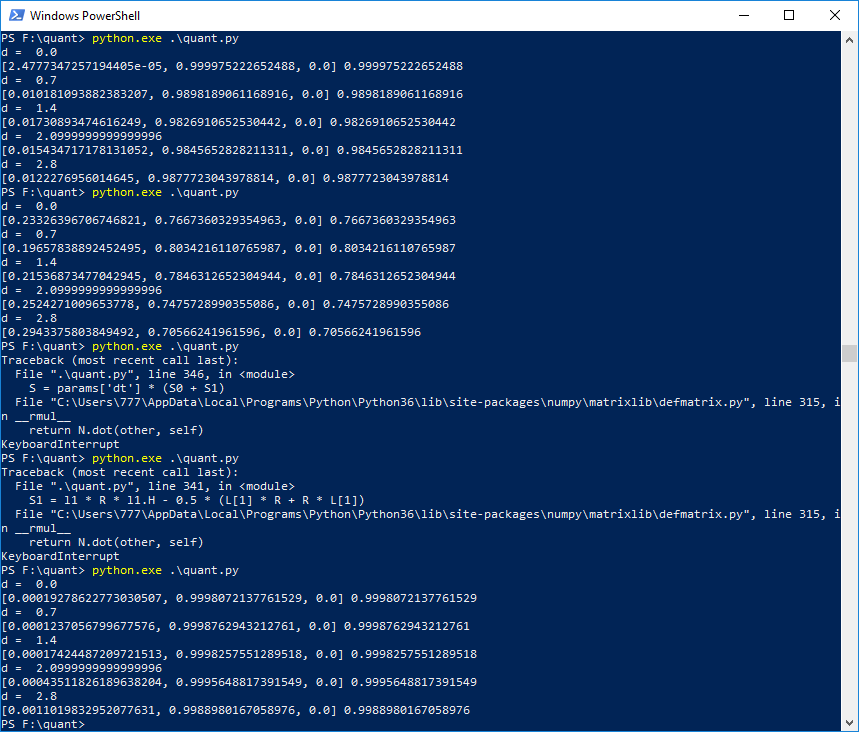 Windows PowerShell
PS F:\quant> python.exe .\quant.py
d =  0.0
[2.4777347257194405e-05, 0.999975222652488, 0.0] 0.999975222652488
d =  0.7
[0.010181093882383207, 0.9898189061168916, 0.0] 0.9898189061168916
d =  1.4
[0.01730893474616249, 0.9826910652530442, 0.0] 0.9826910652530442
d =  2.0999999999999996
[0.015434717178131052, 0.9845652828211311, 0.0] 0.9845652828211311
d =  2.8
[0.0122276956014645, 0.9877723043978814, 0.0] 0.9877723043978814
PS F:\quant> python.exe .\quant.py
d =  0.0
[0.23326396706746821, 0.7667360329354963, 0.0] 0.7667360329354963
d =  0.7
[0.19657838892452495, 0.8034216110765987, 0.0] 0.8034216110765987
d =  1.4
[0.21536873477042945, 0.7846312652304944, 0.0] 0.7846312652304944
d =  2.0999999999999996
[0.2524271009653778, 0.7475728990355086, 0.0] 0.7475728990355086
d =  2.8
[0.2943375803849492, 0.70566241961596, 0.0] 0.70566241961596
PS F:\quant> python.exe .\quant.py
Traceback (most recent call last):
  File ".\quant.py", line 346, in <module>
    S = params['dt'] * (S0 + S1)
  File "C:\Users\777\AppData\Local\Programs\Python\Python36\lib\site-packages\numpy\matrixlib\defmatrix.py", line 315, i
n __rmul__
    return N.dot(other, self)
KeyboardInterrupt
PS F:\quant> python.exe .\quant.py
Traceback (most recent call last):
  File ".\quant.py", line 341, in <module>
    S1 = l1 * R * l1.H - 0.5 * (L[1] * R + R * L[1])
  File "C:\Users\777\AppData\Local\Programs\Python\Python36\lib\site-packages\numpy\matrixlib\defmatrix.py", line 315, i
n __rmul__
    return N.dot(other, self)
KeyboardInterrupt
PS F:\quant> python.exe .\quant.py
d =  0.0
[0.00019278622773030507, 0.9998072137761529, 0.0] 0.9998072137761529
d =  0.7
[0.0001237056799677576, 0.9998762943212761, 0.0] 0.9998762943212761
d =  1.4
[0.00017424487209721513, 0.9998257551289518, 0.0] 0.9998257551289518
d =  2.0999999999999996
[0.00043511826189638204, 0.9995648817391549, 0.0] 0.9995648817391549
d =  2.8
[0.0011019832952077631, 0.9988980167058976, 0.0] 0.9988980167058976
PS F:\quant>